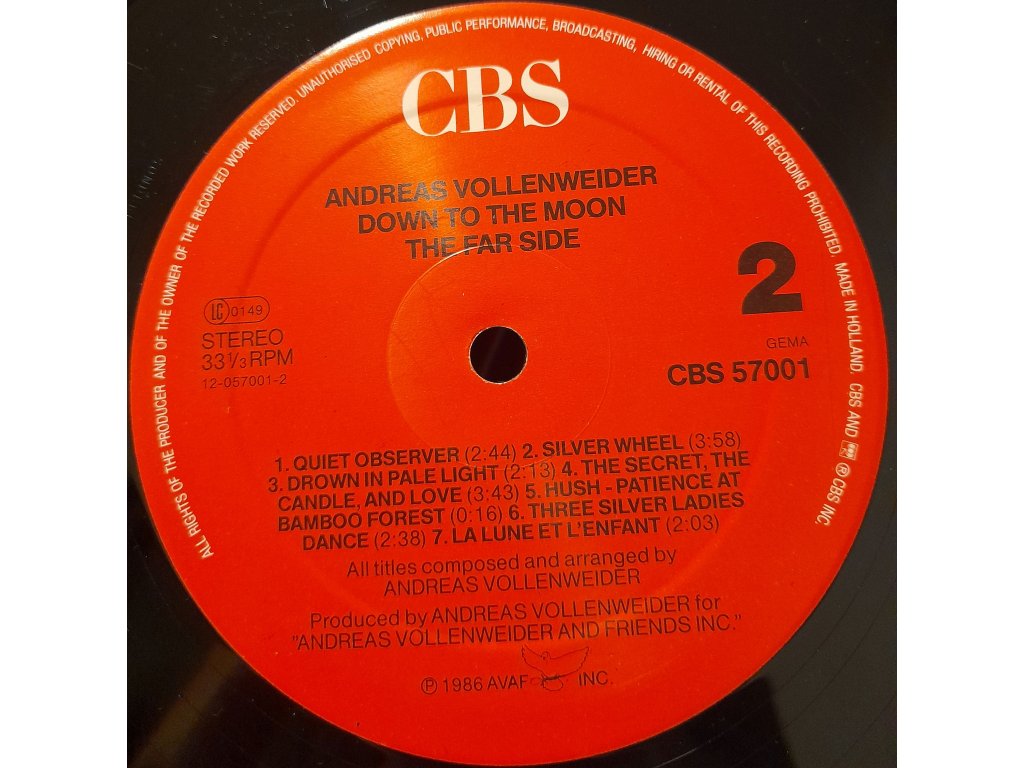 ALL RIGHTS OF THE PRODUCER AND OF THE OWNER OF THE RECORDED WORK RESERVED. UNAUTHORISED COPYING, PUBLIC PERFORMANCE, BROADCASTING, HIRING OR RENTAL OF THIS RECORDING PROHIBITED. MADE IN HOLLAND. CBS AND ℗ CBS INC.
CBS
ANDREAS VOLLENWEIDER
DOWN TO THE MOON
THE FAR SIDE
2
LC 0149
STEREO
33 1/3 RPM
12-057001-2
GEMA
CBS 57001
1. QUIET OBSERVER (2:44) 2. SILVER WHEEL (3:58)
3. DROWN IN PALE LIGHT (2:13) 4. THE SECRET, THE
CANDLE, AND LOVE (3:43) 5. HUSH - PATIENCE AT
BAMBOO FOREST (0:16) 6. THREE SILVER LADIES
DANCE (2:38) 7. LA LUNE ET L'ENFANT (2:03)
All titles composed and arranged by
ANDREAS VOLLENWEIDER
Produced by ANDREAS VOLLENWEIDER for
"ANDREAS VOLLENWEIDER AND FRIENDS INC."
℗ 1986 AVAF INC.